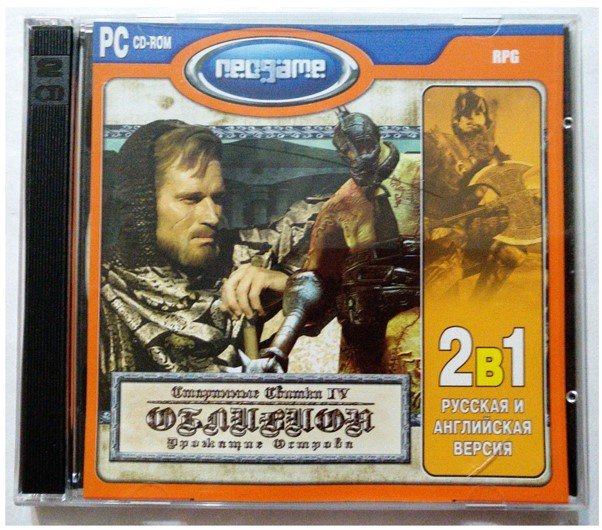 PC CD-ROM
neogame
RPG
2в1
РУССКАЯ И
АНГЛИЙСКАЯ
ВЕРСИЯ
Старинные Свитки IV
ОБЛИВИОН
Дрожащие Острова